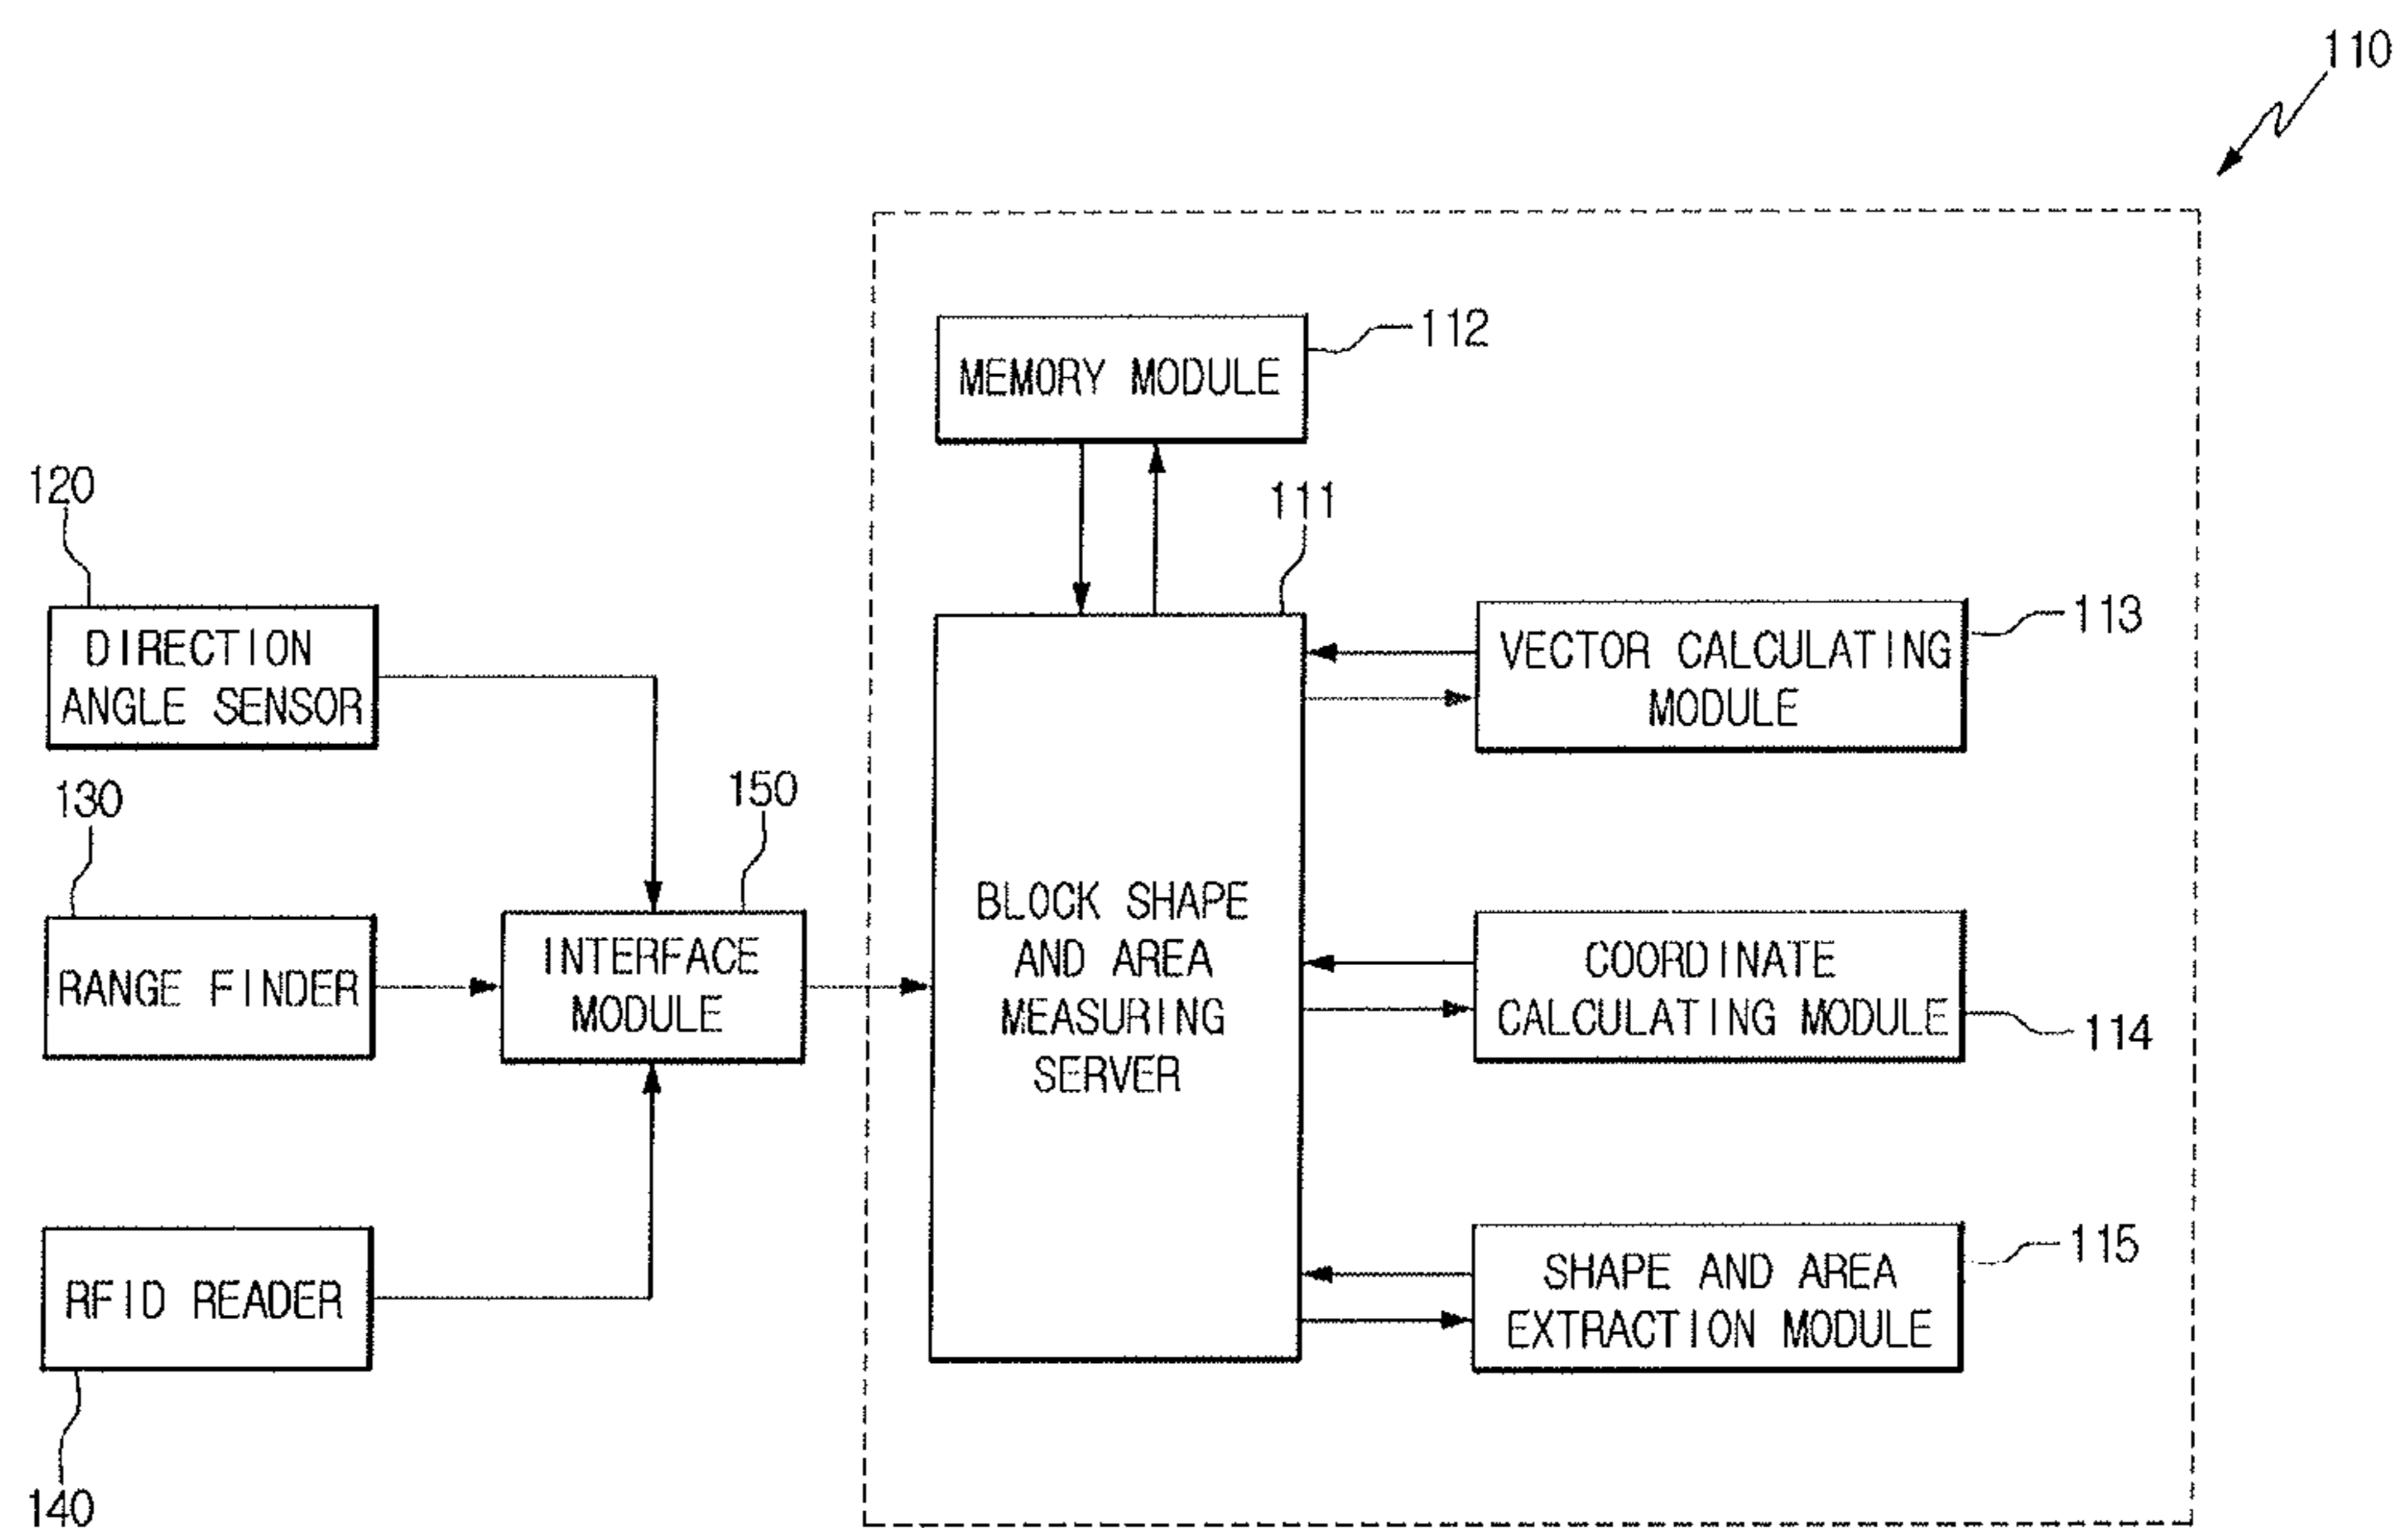 110
MEMORY MODULE
112
120
111
DIRECTION
ANGLE SENSOR
VECTOR CALCULATING
MODULE
113
130
150
RANGE FINDER
INTERFACE
MODULE
BLOCK SHAPE
AND AREA
MEASURING
SERVER
COORDINATE
CALCULATING MODULE
114
RFID READER
140
SHAPE AND AREA
EXTRACTION MODULE
115